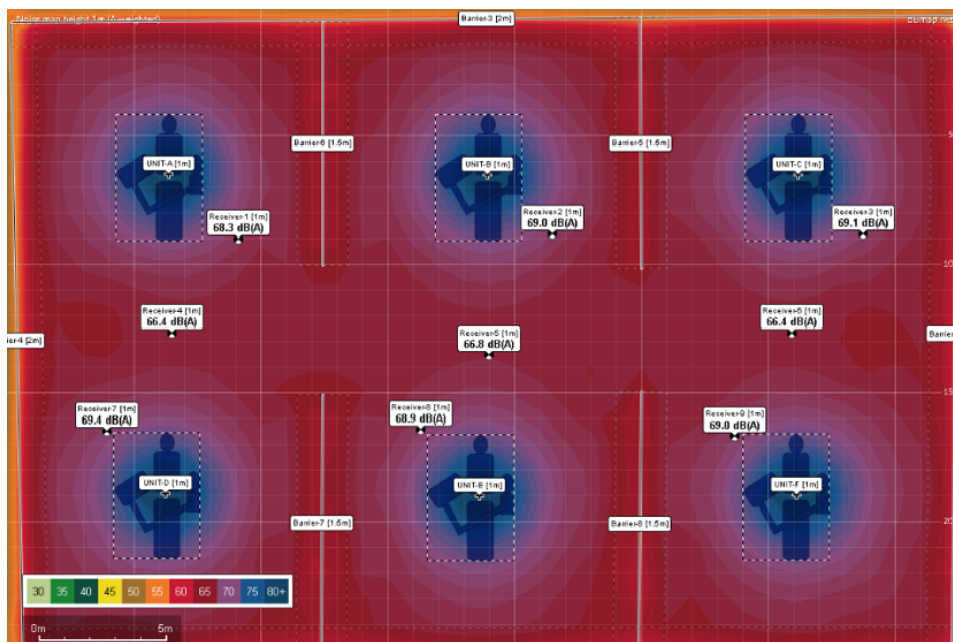 Noise map height 1m (A-weighted)
Barrier-3 [2m]
dBmap.net
5
Barrier-6 [1.5m]
Barrier-5 [1.5m]
UNIT-A [1m]
UNIT-B [1m]
UNIT-C [1m]
Receiver-1 [1m]
68.3 dB(A)
Receiver-2 [1m]
69.0 dB(A)
Receiver-3 [1m]
69.1 dB(A)
10
Receiver-4 [1m]
66.4 dB(A)
Receiver-5 [1m]
66.8 dB(A)
Receiver-6 [1m]
66.4 dB(A)
rier-4 [2m]
Barrier-
15
Receiver-7 [1m]
69.4 dB(A)
Receiver-8 [1m]
68.9 dB(A)
Receiver-9 [1m]
69.0 dB(A)
UNIT-D [1m]
UNIT-E [1m]
UNIT-F [1m]
Barrier-7 [1.5m]
Barrier-8 [1.5m]
20
30 35 40 45 50 55 60 65 70 75 80+
0m 5m